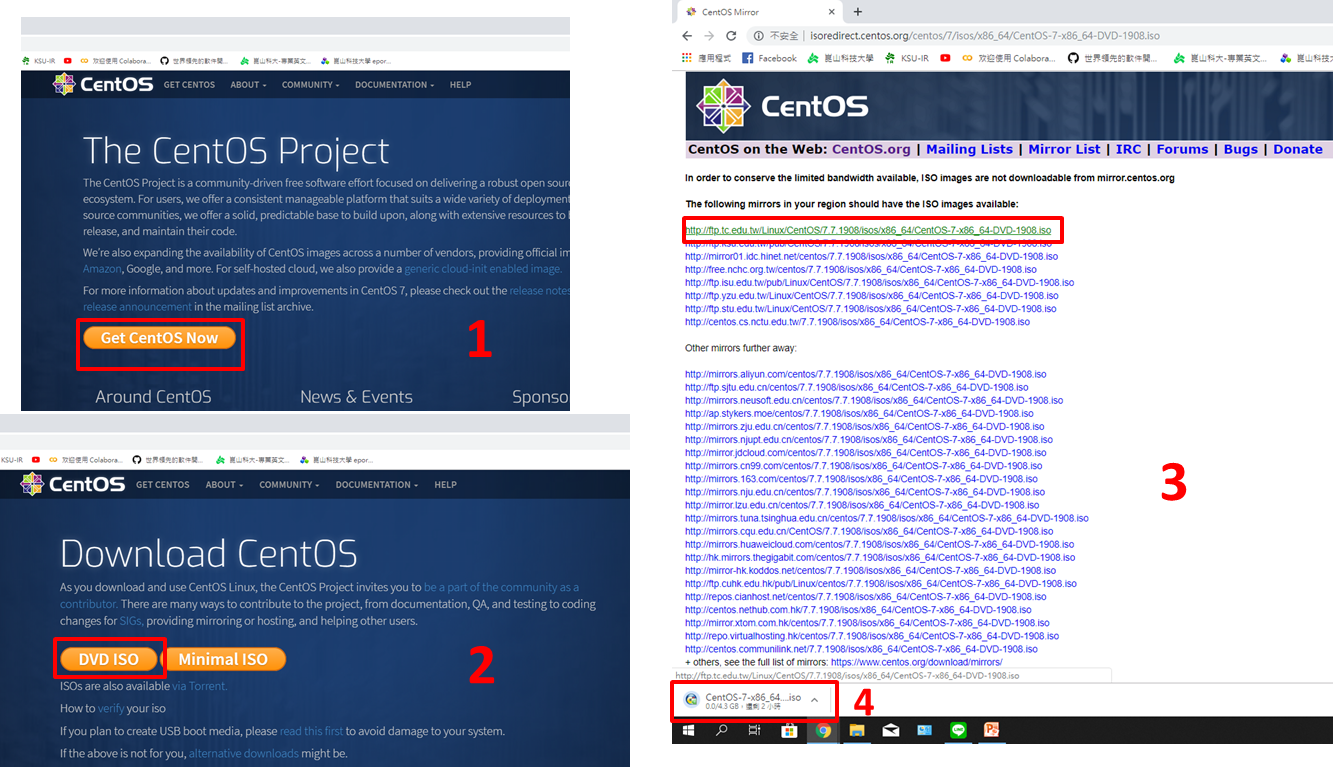 KSU-IR 歡迎使用 Colabora... 世界領先的軟件開... 崑山科大-專業英文... 崑山科技大學 epor...
CentOS GET CENTOS ABOUT COMMUNITY DOCUMENTATION HELP
The CentOS Project
The CentOS Project is a community-driven free software effort focused on delivering a robust open sour
ecosystem. For users, we offer a consistent manageable platform that suits a wide variety of deployment
source communities, we offer a solid, predictable base to build upon, along with extensive resources to
release, and maintain their code.
We're also expanding the availability of CentOS images across a number of vendors, providing official im
Amazon, Google, and more. For self-hosted cloud, we also provide a generic cloud-init enabled image.
For more information about updates and improvements in CentOS 7, please check out the release notes
release announcement in the mailing list archive.
Get CentOS Now
1
Around CentOS News & Events Sponso
KSU-IR 歡迎使用 Colabora... 世界領先的軟件開... 崑山科大-專業英文... 崑山科技大學 epor...
CentOS GET CENTOS ABOUT COMMUNITY DOCUMENTATION HELP
Download CentOS
As you download and use CentOS Linux, the CentOS Project invites you to be a part of the community as a
contributor. There are many ways to contribute to the project, from documentation, QA, and testing to coding
changes for SIGs, providing mirroring or hosting, and helping other users.
DVD ISO Minimal ISO
2
ISOs are also available via Torrent.
How to verify your iso
If you plan to create USB boot media, please read this first to avoid damage to your system.
If the above is not for you, alternative downloads might be.
CentOS Mirror
不安全 | isoredirect.centos.org/centos/7/isos/x86_64/CentOS-7-x86_64-DVD-1908.iso
應用程式 Facebook 崑山科技大學 KSU-IR 歡迎使用 Colabora... 世界領先的軟件開... 崑山科大-專業英文... 崑山科技
CentOS
CentOS on the Web: CentOS.org | Mailing Lists | Mirror List | IRC | Forums | Bugs | Donate
In order to conserve the limited bandwidth available, ISO images are not downloadable from mirror.centos.org
The following mirrors in your region should have the ISO images available:
http://ftp.tc.edu.tw/Linux/CentOS/7.7.1908/isos/x86_64/CentOS-7-x86_64-DVD-1908.iso
http://ftp.ksu.edu.tw/pub/CentOS/7.7.1908/isos/x86_64/CentOS-7-x86_64-DVD-1908.iso
http://mirror01.idc.hinet.net/centos/7.7.1908/isos/x86_64/CentOS-7-x86_64-DVD-1908.iso
http://free.nchc.org.tw/centos/7.7.1908/isos/x86_64/CentOS-7-x86_64-DVD-1908.iso
http://ftp.isu.edu.tw/pub/Linux/CentOS/7.7.1908/isos/x86_64/CentOS-7-x86_64-DVD-1908.iso
http://ftp.yzu.edu.tw/Linux/CentOS/7.7.1908/isos/x86_64/CentOS-7-x86_64-DVD-1908.iso
http://ftp.stu.edu.tw/Linux/CentOS/7.7.1908/isos/x86_64/CentOS-7-x86_64-DVD-1908.iso
http://centos.cs.nctu.edu.tw/7.7.1908/isos/x86_64/CentOS-7-x86_64-DVD-1908.iso
Other mirrors further away:
http://mirrors.aliyun.com/centos/7.7.1908/isos/x86_64/CentOS-7-x86_64-DVD-1908.iso
http://ftp.sjtu.edu.cn/centos/7.7.1908/isos/x86_64/CentOS-7-x86_64-DVD-1908.iso
http://mirrors.neusoft.edu.cn/centos/7.7.1908/isos/x86_64/CentOS-7-x86_64-DVD-1908.iso
http://ap.stykers.moe/centos/7.7.1908/isos/x86_64/CentOS-7-x86_64-DVD-1908.iso
http://mirrors.zju.edu.cn/centos/7.7.1908/isos/x86_64/CentOS-7-x86_64-DVD-1908.iso
http://mirrors.njupt.edu.cn/centos/7.7.1908/isos/x86_64/CentOS-7-x86_64-DVD-1908.iso
http://mirror.jdcloud.com/centos/7.7.1908/isos/x86_64/CentOS-7-x86_64-DVD-1908.iso
http://mirrors.cn99.com/centos/7.7.1908/isos/x86_64/CentOS-7-x86_64-DVD-1908.iso
http://mirrors.163.com/centos/7.7.1908/isos/x86_64/CentOS-7-x86_64-DVD-1908.iso
http://mirrors.nju.edu.cn/centos/7.7.1908/isos/x86_64/CentOS-7-x86_64-DVD-1908.iso
http://mirror.lzu.edu.cn/centos/7.7.1908/isos/x86_64/CentOS-7-x86_64-DVD-1908.iso
http://mirrors.tuna.tsinghua.edu.cn/centos/7.7.1908/isos/x86_64/CentOS-7-x86_64-DVD-1908.iso
http://mirrors.cqu.edu.cn/CentOS/7.7.1908/isos/x86_64/CentOS-7-x86_64-DVD-1908.iso
http://mirrors.huaweicloud.com/centos/7.7.1908/isos/x86_64/CentOS-7-x86_64-DVD-1908.iso
http://hk.mirrors.thegigabit.com/centos/7.7.1908/isos/x86_64/CentOS-7-x86_64-DVD-1908.iso
http://mirror-hk.koddos.net/centos/7.7.1908/isos/x86_64/CentOS-7-x86_64-DVD-1908.iso
http://ftp.cuhk.edu.hk/pub/Linux/centos/7.7.1908/isos/x86_64/CentOS-7-x86_64-DVD-1908.iso
http://repos.cianhost.net/centos/7.7.1908/isos/x86_64/CentOS-7-x86_64-DVD-1908.iso
http://centos.nethub.com.hk/7.7.1908/isos/x86_64/CentOS-7-x86_64-DVD-1908.iso
http://mirror.xtom.com.hk/centos/7.7.1908/isos/x86_64/CentOS-7-x86_64-DVD-1908.iso
http://repo.virtualhosting.hk/centos/7.7.1908/isos/x86_64/CentOS-7-x86_64-DVD-1908.iso
http://centos.communilink.net/7.7.1908/isos/x86_64/CentOS-7-x86_64-DVD-1908.iso
+ others, see the full list of mirrors: https://www.centos.org/download/mirrors/
3
http://ftp.tc.edu.tw/Linux/CentOS/7.7.1908/isos/x86_64/CentOS-7-x86_64-DVD-1908.iso
CentOS-7-x86_64....iso
0.0/4.3 GB，還剩 2 小時
4
LINE